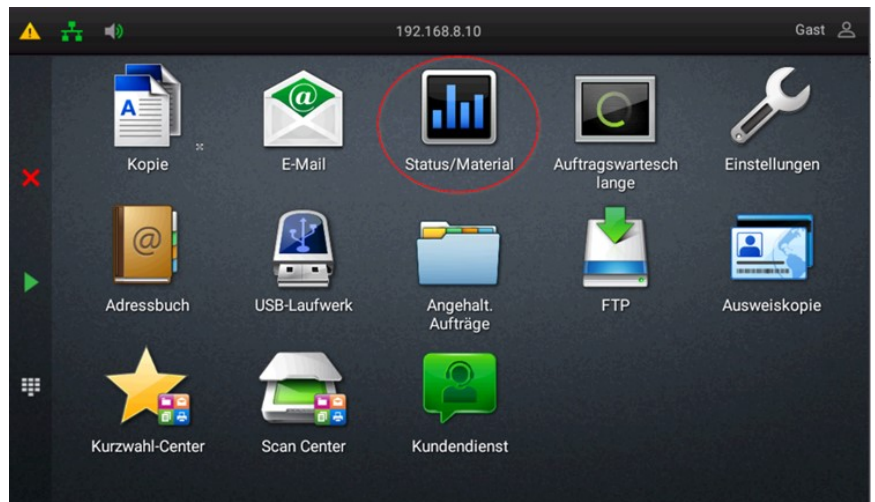 192.168.8.10
Gast
Kopie
E-Mail
Status/Material
Auftragswartesch
lange
Einstellungen
Adressbuch
USB-Laufwerk
Angehalt.
Aufträge
FTP
Ausweiskopie
Kurzwahl-Center
Scan Center
Kundendienst